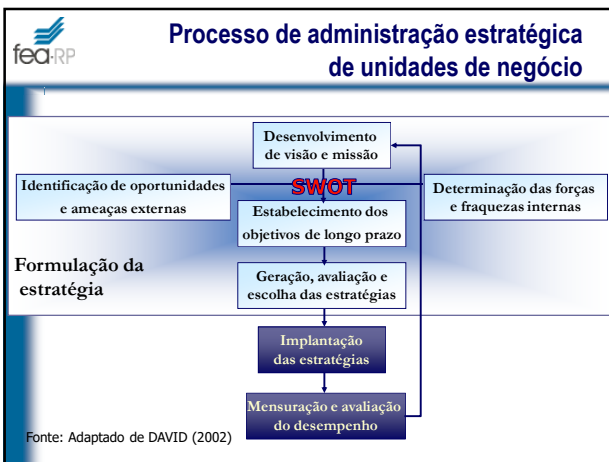 fea-RP
Processo de administração estratégica
de unidades de negócio
Desenvolvimento
de visão e missão
Identificação de oportunidades
e ameaças externas
SWOT
Determinação das forças
e fraquezas internas
Estabelecimento dos
objetivos de longo prazo
Formulação da
estratégia
Geração, avaliação e
escolha das estratégias
Implantação
das estratégias
Mensuração e avaliação
do desempenho
Fonte: Adaptado de DAVID (2002)